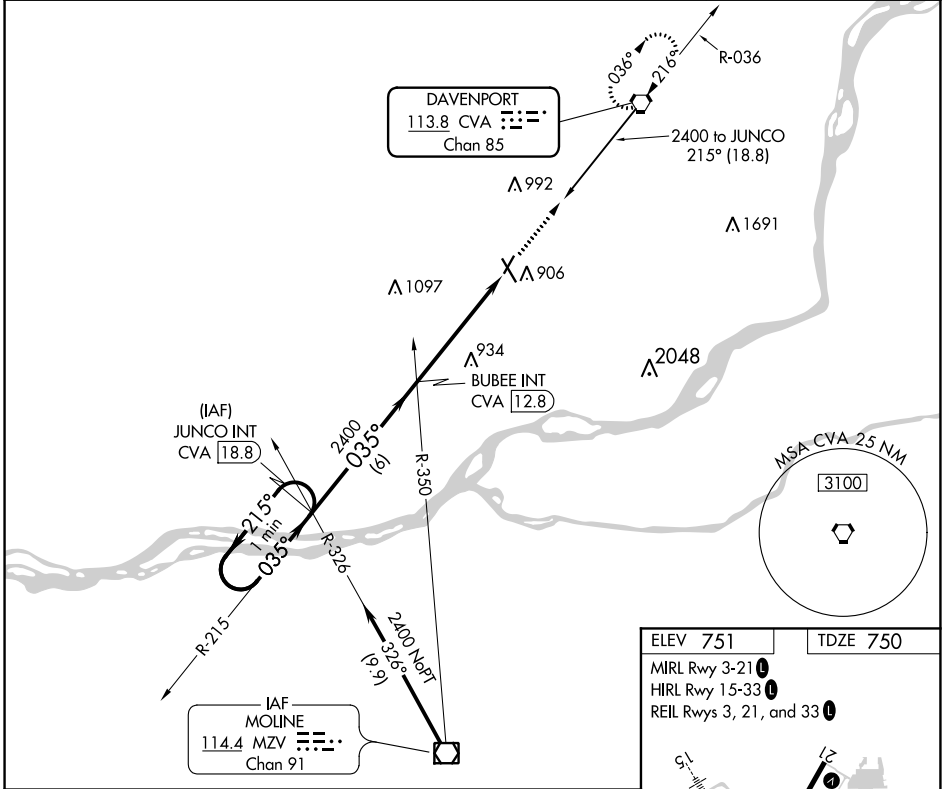 R-036
036°
216°
DAVENPORT
113.8 CVA
Chan 85
2400 to JUNCO
215° (18.8)
992
1691
906
1097
934
2048
BUBEE INT
CVA 12.8
(IAF)
JUNCO INT
CVA 18.8
2400
035°
(6)
R-350
MSA CVA 25 NM
3100
215°
1 min
035°
R-326
R-215
2400 NoPT
326°
(9.9)
IAF
MOLINE
114.4 MZV
Chan 91
ELEV 751
TDZE 750
MIRL Rwy 3-21 L
HIRL Rwy 15-33 L
REIL Rwys 3, 21, and 33 L
15
21
V